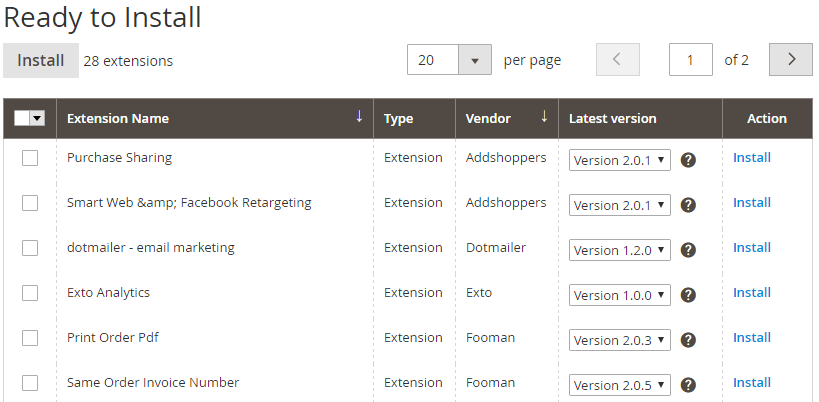 Ready to Install
Install 28 extensions 20 per page 1 of 2
Extension Name Type Vendor Latest version Action
Purchase Sharing Extension Addshoppers Version 2.0.1 Install
Smart Web &amp; Facebook Retargeting Extension Addshoppers Version 2.0.1 Install
dotmailer - email marketing Extension Dotmailer Version 1.2.0 Install
Exto Analytics Extension Exto Version 1.0.0 Install
Print Order Pdf Extension Fooman Version 2.0.3 Install
Same Order Invoice Number Extension Fooman Version 2.0.5 Install